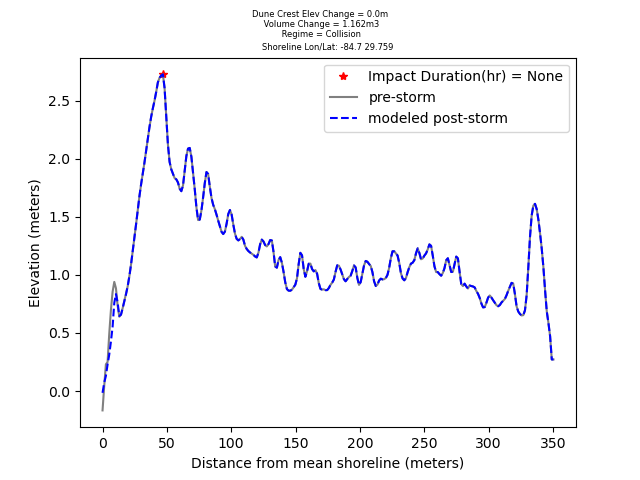 Dune Crest Elev Change = 0.0m
Volume Change = 1.162m3
Regime = Collision
Shoreline Lon/Lat: -84.7 29.759
Impact Duration(hr) = None
pre-storm
modeled post-storm
2.5
2.0
1.5
1.0
0.5
0.0
Elevation (meters)
0 50 100 150 200 250 300 350
Distance from mean shoreline (meters)